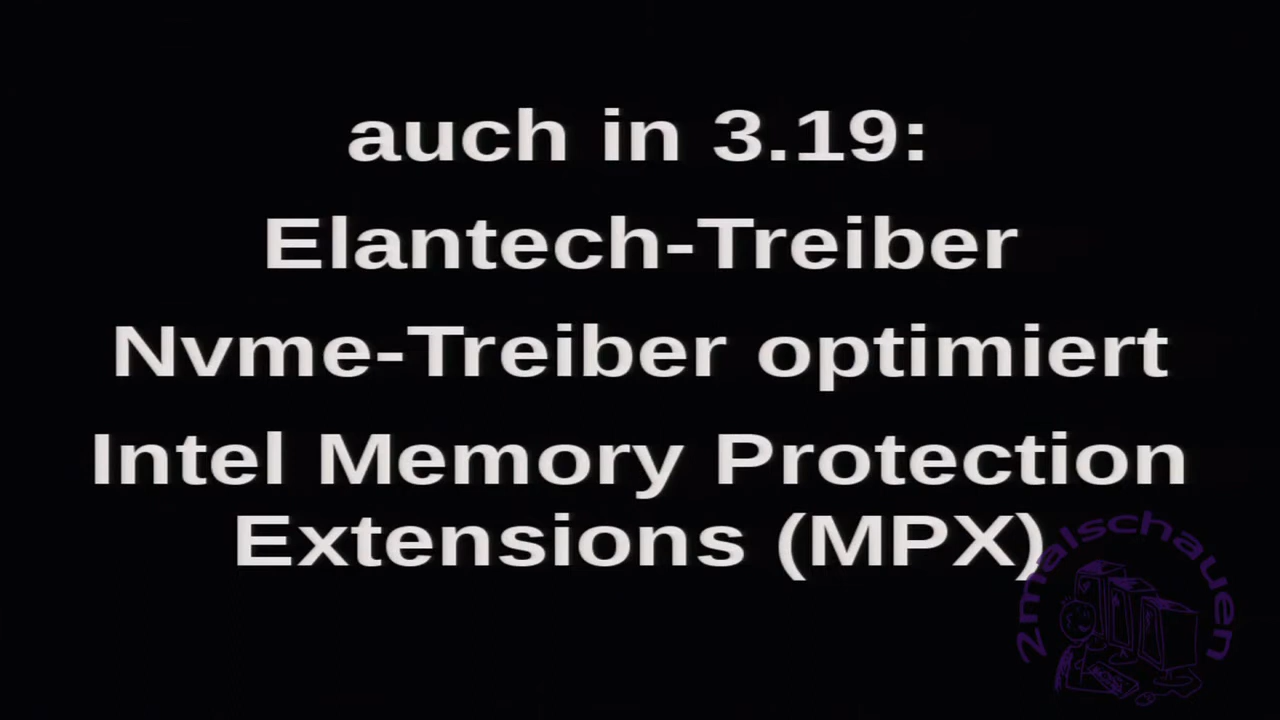 auch in 3.19:
Elantech-Treiber
Nvme-Treiber optimiert
Intel Memory Protection
Extensions (MPX)
2malschauen